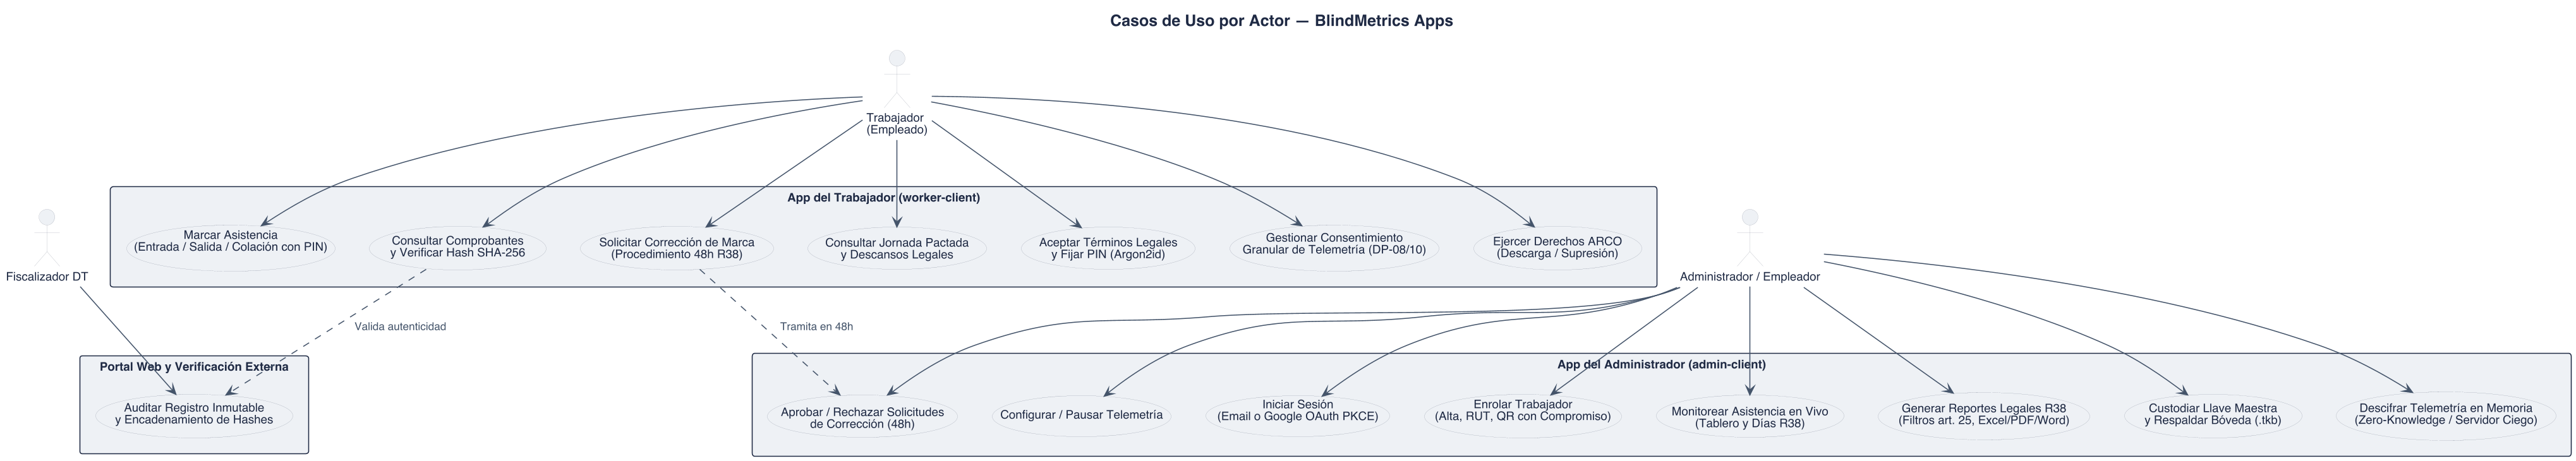 Casos de Uso por Actor — BlindMetrics Apps
Trabajador
(Empleado)
App del Trabajador (worker-client)
Marcar Asistencia
(Entrada / Salida / Colación con PIN)
Consultar Comprobantes
y Verificar Hash SHA-256
Solicitar Corrección de Marca
(Procedimiento 48h R38)
Consultar Jornada Pactada
y Descansos Legales
Aceptar Términos Legales
y Fijar PIN (Argon2id)
Gestionar Consentimiento
Granular de Telemetría (DP-08/10)
Ejercer Derechos ARCO
(Descarga / Supresión)
Fiscalizador DT
Administrador / Empleador
Valida autenticidad
Tramita en 48h
Portal Web y Verificación Externa
Auditar Registro Inmutable
y Encadenamiento de Hashes
App del Administrador (admin-client)
Aprobar / Rechazar Solicitudes
de Corrección (48h)
Configurar / Pausar Telemetría
Iniciar Sesión
(Email o Google OAuth PKCE)
Enrolar Trabajador
(Alta, RUT, QR con Compromiso)
Monitorear Asistencia en Vivo
(Tablero y Días R38)
Generar Reportes Legales R38
(Filtros art. 25, Excel/PDF/Word)
Custodiar Llave Maestra
y Respaldar Bóveda (.tkb)
Descifrar Telemetría en Memoria
(Zero-Knowledge / Servidor Ciego)